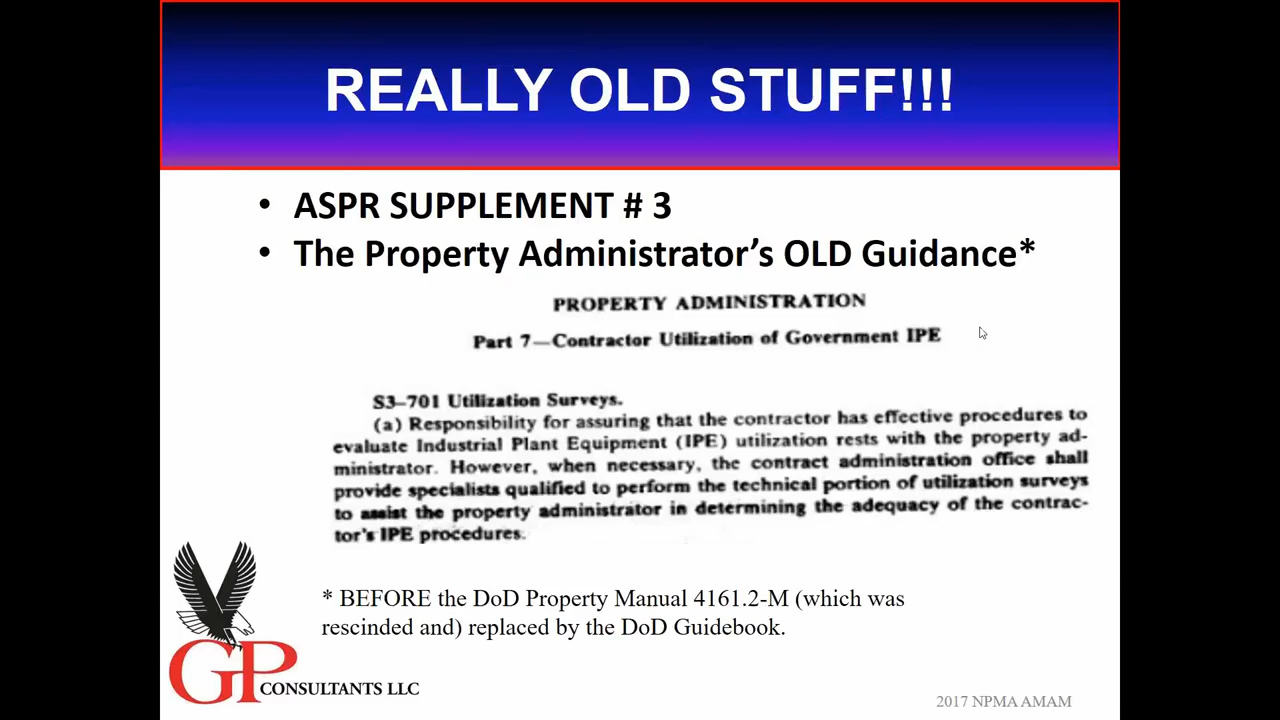 REALLY OLD STUFF!!!
• ASPR SUPPLEMENT # 3
• The Property Administrator's OLD Guidance*
PROPERTY ADMINISTRATION
Part 7—Contractor Utilization of Government IPE
S3–701 Utilization Surveys.
(a) Responsibility for assuring that the contractor has effective procedures to
evaluate Industrial Plant Equipment (IPE) utilization rests with the property ad-
ministrator. However, when necessary, the contract administration office shall
provide specialists qualified to perform the technical portion of utilization surveys
to assist the property administrator in determining the adequacy of the contrac-
tor's IPE procedures.
* BEFORE the DoD Property Manual 4161.2-M (which was
rescinded and) replaced by the DoD Guidebook.
GP
CONSULTANTS LLC
2017 NPMA AMAM